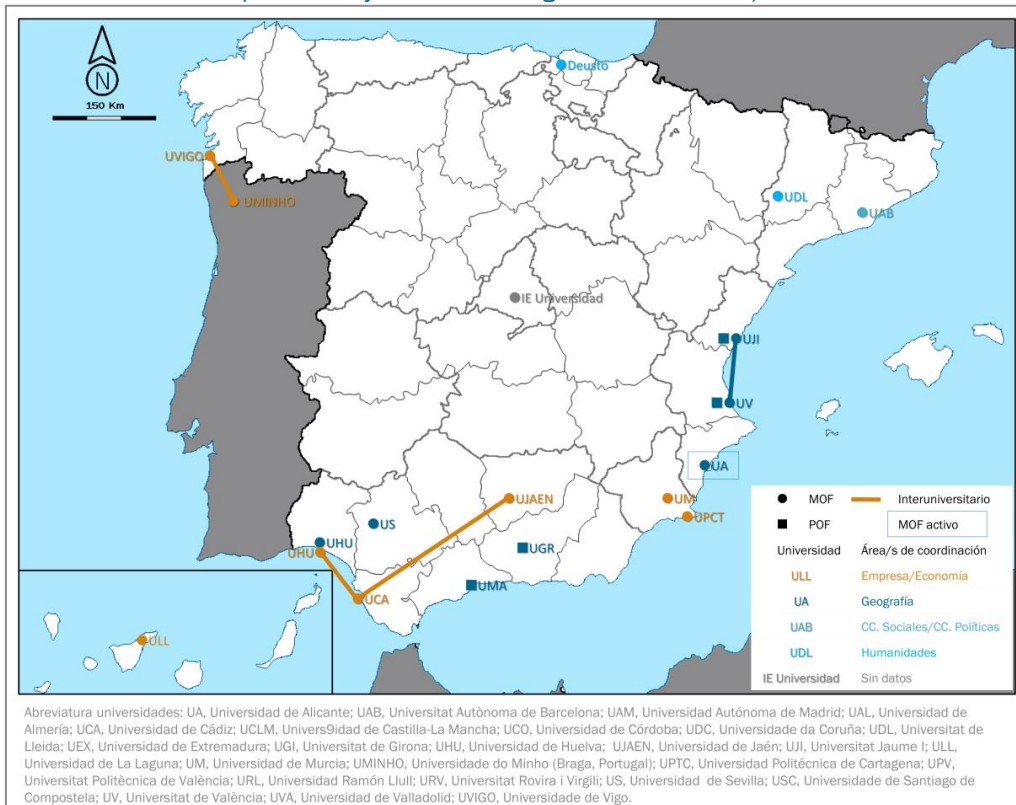 N
150 Km
Deusto
UVIGO
UMINHO
UDL
UAB
IE Universidad
UJI
UV
UA
UJAEN
UM
UPCT
US
UHU
UHU
UGR
UMA
UCA
ULL
MOF Interuniversitario
POF MOF activo
Universidad Área/s de coordinación
ULL Empresa/Economía
UA Geografía
UAB CC. Sociales/CC. Políticas
UDL Humanidades
IE Universidad Sin datos
Abreviatura universidades: UA, Universidad de Alicante; UAB, Universitat Autònoma de Barcelona; UAM, Universidad Autónoma de Madrid; UAL, Universidad de
Almería; UCA, Universidad de Cádiz; UCLM, Univers9idad de Castilla-La Mancha; UCO, Universidad de Córdoba; UDC, Universidade da Coruña; UDL, Universitat de
Lleida; UEX, Universidad de Extremadura; UGI, Universitat de Girona; UHU, Universidad de Huelva; UJAEN, Universidad de Jaén; UJI, Universitat Jaume I; ULL,
Universidad de La Laguna; UM, Universidad de Murcia; UMINHO, Universidade do Minho (Braga, Portugal); UPTC, Universidad Politécnica de Cartagena; UPV,
Universitat Politècnica de València; URL, Universidad Ramón Llull; URV, Universitat Rovira i Virgili; US, Universidad de Sevilla; USC, Universidade de Santiago de
Compostela; UV, Universitat de València; UVA, Universidad de Valladolid; UVIGO, Universidade de Vigo.